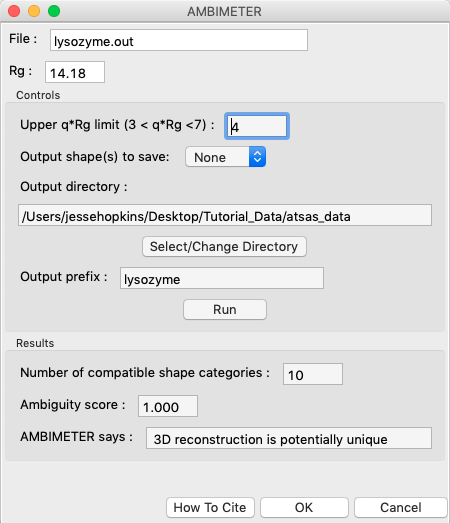 AMBIMETER
File : lysozyme.out
Rg : 14.18
Controls
Upper q*Rg limit (3 < q*Rg <7) : 4
Output shape(s) to save: None
Output directory :
/Users/jessehopkins/Desktop/Tutorial_Data/atsas_data
Select/Change Directory
Output prefix : lysozyme
Run
Results
Number of compatible shape categories : 10
Ambiguity score : 1.000
AMBIMETER says : 3D reconstruction is potentially unique
How To Cite OK Cancel